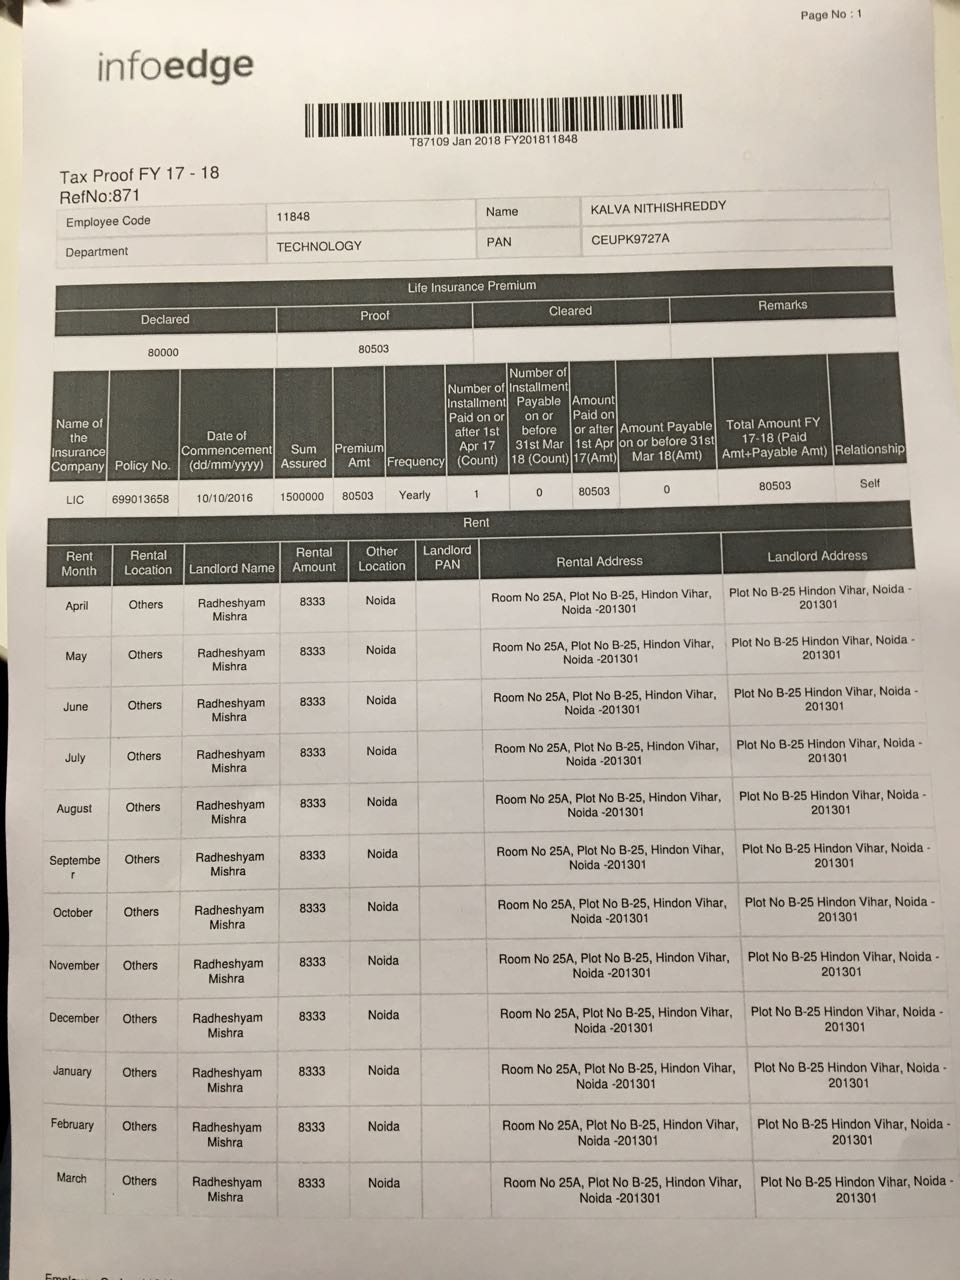 Page No : 1
infoedge
T87109 Jan 2018 FY201811848
Tax Proof FY 17 - 18
RefNo:871
Employee Code 11848 Name KALVA NITHISHREDDY
Department TECHNOLOGY PAN CEUPK9727A
Life Insurance Premium
Declared Proof Cleared Remarks
80000 80503
Name of the Insurance Company Policy No. Date of Commencement (dd/mm/yyyy) Sum Assured Premium Amt Frequency Number of Installment Paid on or after 1st Apr 17 (Count) Number of Installment Payable on or before 31st Mar 18 (Count) Amount Paid on or after 1st Apr 17(Amt) Amount Payable on or before 31st Mar 18(Amt) Total Amount FY 17-18 (Paid Amt+Payable Amt) Relationship
LIC 699013658 10/10/2016 1500000 80503 Yearly 1 0 80503 0 80503 Self
Rent
Rent Month Rental Location Landlord Name Rental Amount Other Location Landlord PAN Rental Address Landlord Address
April Others Radheshyam Mishra 8333 Noida Room No 25A, Plot No B-25, Hindon Vihar, Noida -201301 Plot No B-25 Hindon Vihar, Noida - 201301
May Others Radheshyam Mishra 8333 Noida Room No 25A, Plot No B-25, Hindon Vihar, Noida -201301 Plot No B-25 Hindon Vihar, Noida - 201301
June Others Radheshyam Mishra 8333 Noida Room No 25A, Plot No B-25, Hindon Vihar, Noida -201301 Plot No B-25 Hindon Vihar, Noida - 201301
July Others Radheshyam Mishra 8333 Noida Room No 25A, Plot No B-25, Hindon Vihar, Noida -201301 Plot No B-25 Hindon Vihar, Noida - 201301
August Others Radheshyam Mishra 8333 Noida Room No 25A, Plot No B-25, Hindon Vihar, Noida -201301 Plot No B-25 Hindon Vihar, Noida - 201301
September Others Radheshyam Mishra 8333 Noida Room No 25A, Plot No B-25, Hindon Vihar, Noida -201301 Plot No B-25 Hindon Vihar, Noida - 201301
October Others Radheshyam Mishra 8333 Noida Room No 25A, Plot No B-25, Hindon Vihar, Noida -201301 Plot No B-25 Hindon Vihar, Noida - 201301
November Others Radheshyam Mishra 8333 Noida Room No 25A, Plot No B-25, Hindon Vihar, Noida -201301 Plot No B-25 Hindon Vihar, Noida - 201301
December Others Radheshyam Mishra 8333 Noida Room No 25A, Plot No B-25, Hindon Vihar, Noida -201301 Plot No B-25 Hindon Vihar, Noida - 201301
January Others Radheshyam Mishra 8333 Noida Room No 25A, Plot No B-25, Hindon Vihar, Noida -201301 Plot No B-25 Hindon Vihar, Noida - 201301
February Others Radheshyam Mishra 8333 Noida Room No 25A, Plot No B-25, Hindon Vihar, Noida -201301 Plot No B-25 Hindon Vihar, Noida - 201301
March Others Radheshyam Mishra 8333 Noida Room No 25A, Plot No B-25, Hindon Vihar, Noida -201301 Plot No B-25 Hindon Vihar, Noida - 201301